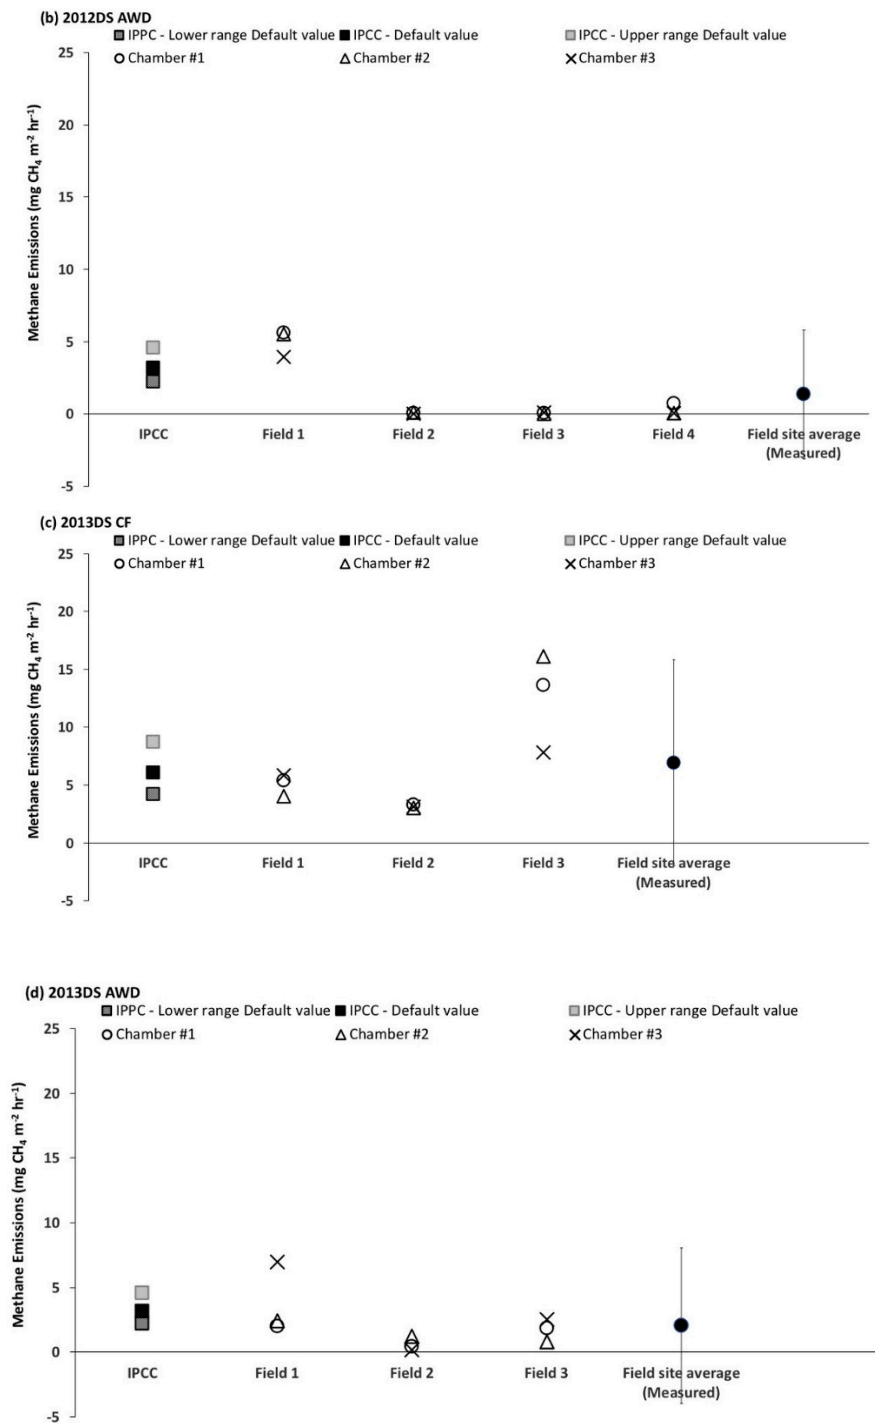 (b) 2012DS AWD
IPPC - Lower range Default value IPCC - Default value IPCC - Upper range Default value
Chamber #1 Chamber #2 Chamber #3
Methane Emissions (mg CH₄ m⁻² hr⁻¹)
25
20
15
10
5
0
-5
IPCC Field 1 Field 2 Field 3 Field 4 Field site average
(Measured)
(c) 2013DS CF
IPPC - Lower range Default value IPCC - Default value IPCC - Upper range Default value
Chamber #1 Chamber #2 Chamber #3
Methane Emissions (mg CH₄ m⁻² hr⁻¹)
25
20
15
10
5
0
-5
IPCC Field 1 Field 2 Field 3 Field site average
(Measured)
(d) 2013DS AWD
IPPC - Lower range Default value IPCC - Default value IPCC - Upper range Default value
Chamber #1 Chamber #2 Chamber #3
Methane Emissions (mg CH₄ m⁻² hr⁻¹)
25
20
15
10
5
0
-5
IPCC Field 1 Field 2 Field 3 Field site average
(Measured)